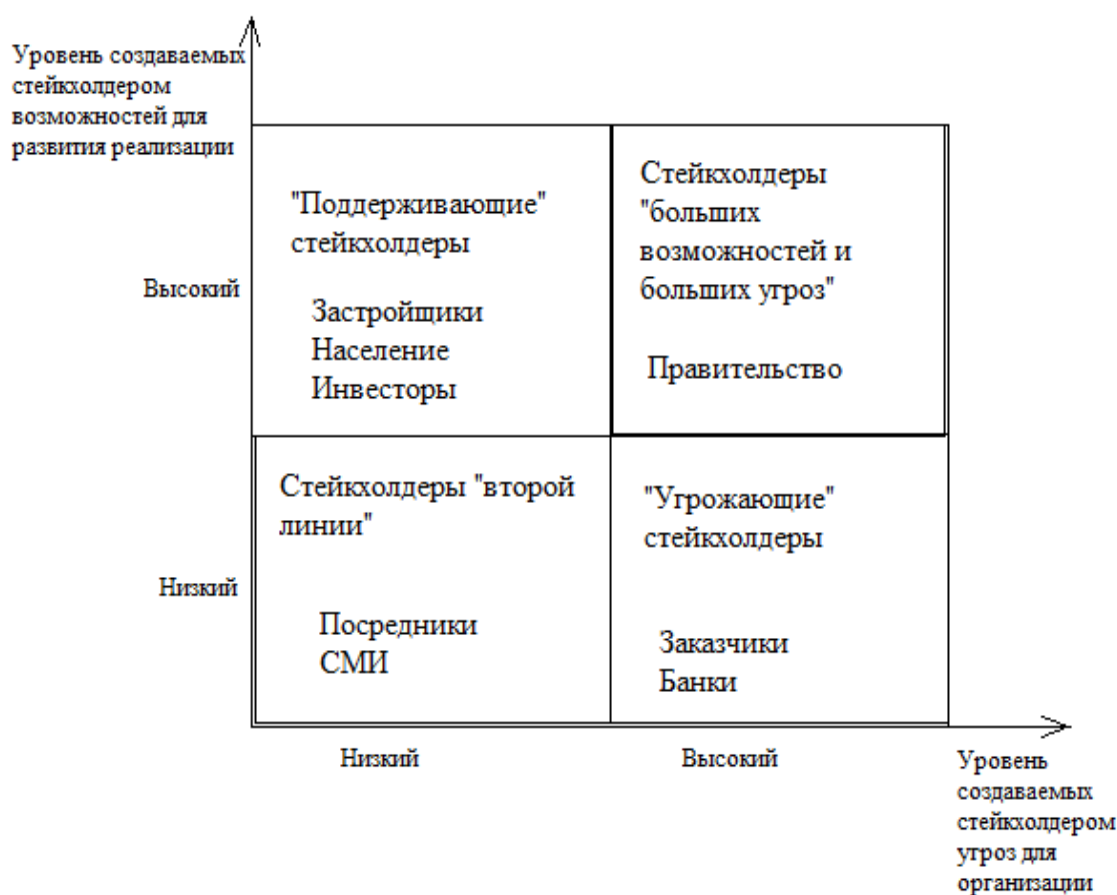 Уровень создаваемых
стейкхолдером
возможностей для
развития реализации
"Поддерживающие"
стейкхолдеры
Застройщики
Население
Инвесторы
Стейкхолдеры
"больших
возможностей и
больших угроз"
Правительство
Высокий
Стейкхолдеры "второй
линии"
Посредники
СМИ
"Угрожающие"
стейкхолдеры
Заказчики
Банки
Низкий
Низкий
Высокий
Уровень
создаваемых
стейкхолдером
угроз для
организации